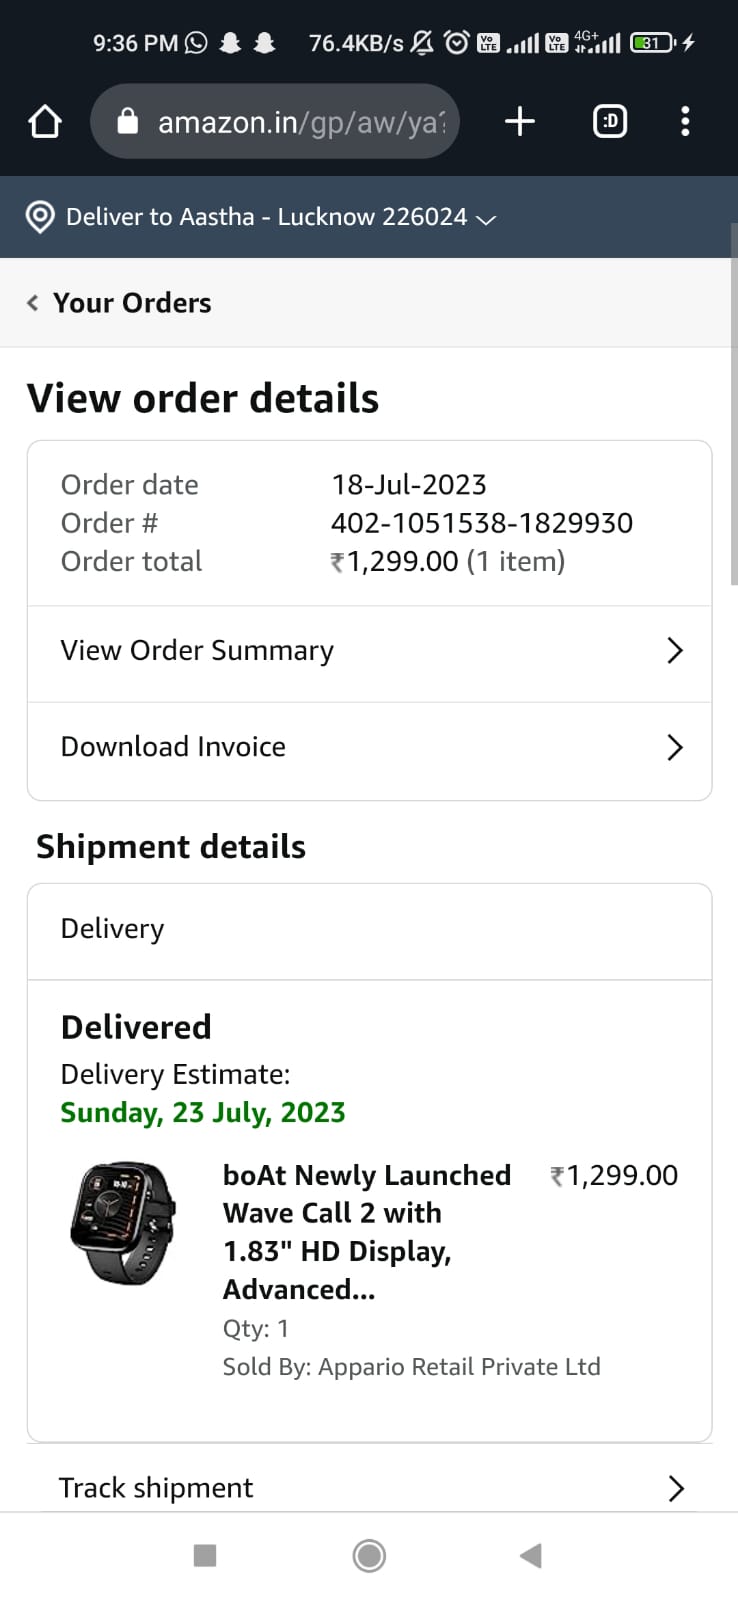 9:36 PM 76.4KB/s Vo LTE Vo LTE 4G+ 31
amazon.in/gp/aw/ya
:D
Deliver to Aastha - Lucknow 226024
Your Orders
View order details
Order date 18-Jul-2023
Order # 402-1051538-1829930
Order total ₹1,299.00 (1 item)
View Order Summary
Download Invoice
Shipment details
Delivery
Delivered
Delivery Estimate:
Sunday, 23 July, 2023
boAt Newly Launched ₹1,299.00
Wave Call 2 with
1.83" HD Display,
Advanced...
Qty: 1
Sold By: Appario Retail Private Ltd
Track shipment